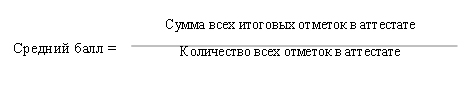 Сумма всех итоговых отметок в аттестате
Средний балл =
Количество всех отметок в аттестате